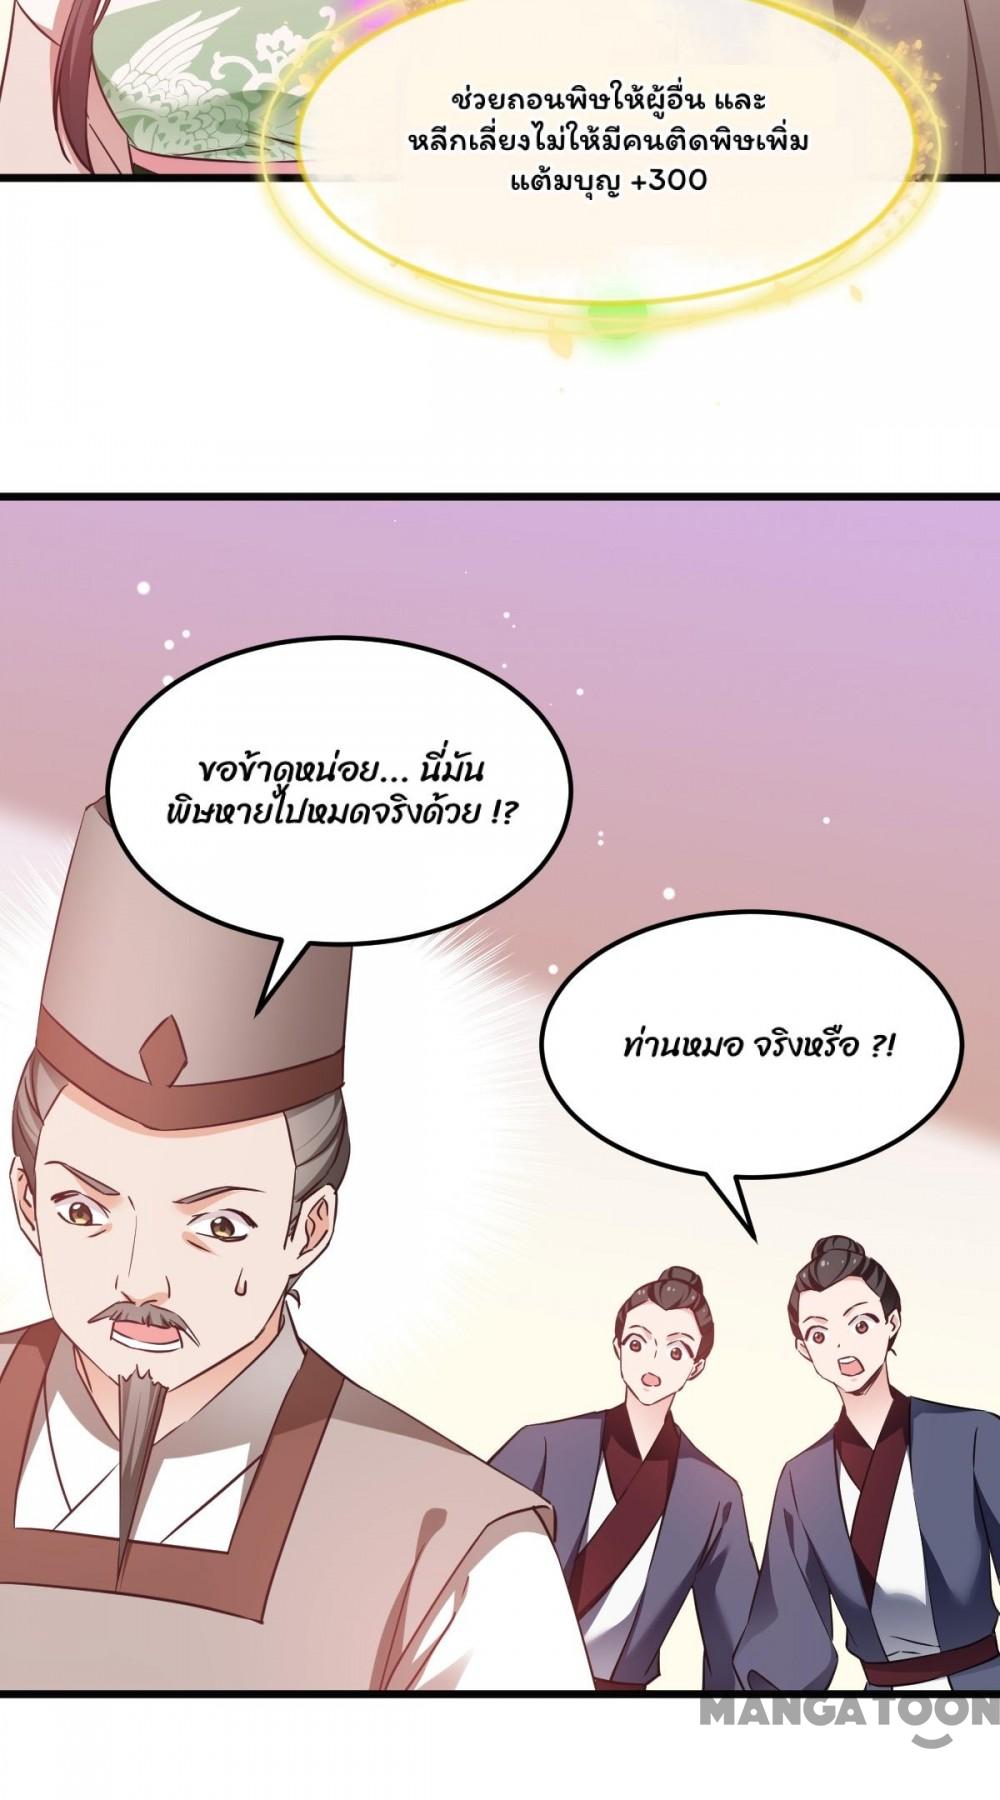 ช่วยถอนพิษให้ผู้อื่น และ
หลีกเลี่ยงไม่ให้มีคนติดพิษเพิ่ม
แต้มบุญ +300
ขอข้าดูหน่อย... นี่มัน
พิษหายไปหมดจริงด้วย !?
ท่านหมอ จริงหรือ ?!
MANGATOON